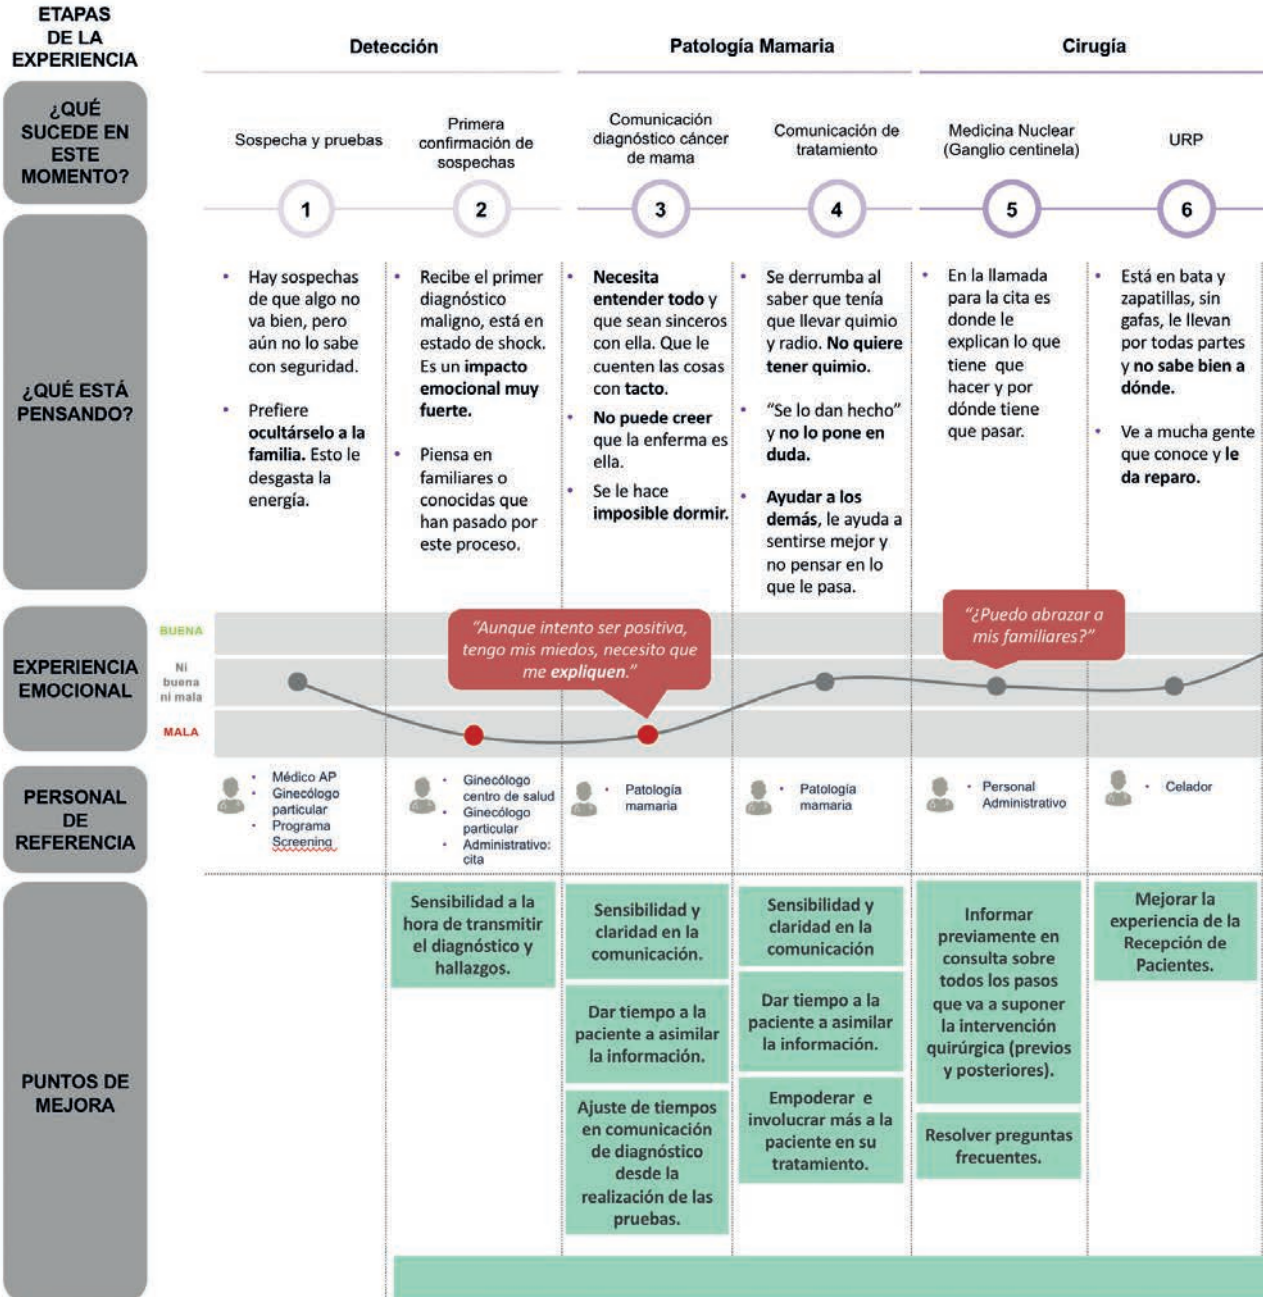 ETAPAS
DE LA
EXPERIENCIA
Detección
Patología Mamaria
Cirugía
¿QUÉ
SUCEDE EN
ESTE
MOMENTO?
Sospecha y pruebas
Primera
confirmación de
sospechas
Comunicación
diagnóstico cáncer
de mama
Comunicación de
tratamiento
Medicina Nuclear
(Ganglio centinela)
URP
1
2
3
4
5
6
¿QUÉ ESTÁ
PENSANDO?
• Hay sospechas
de que algo no
va bien, pero
aún no lo sabe
con seguridad.
• Prefiere
ocultárselo a la
familia. Esto le
desgasta la
energía.
• Recibe el primer
diagnóstico
maligno, está en
estado de shock.
Es un impacto
emocional muy
fuerte.
• Piensa en
familiares o
conocidas que
han pasado por
este proceso.
• Necesita
entender todo y
que sean sinceros
con ella. Que le
cuenten las cosas
con tacto.
• No puede creer
que la enferma es
ella.
• Se le hace
imposible dormir.
• Se derrumba al
saber que tenía
que llevar quimio
y radio. No quiere
tener quimio.
• “Se lo dan hecho”
y no lo pone en
duda.
• Ayudar a los
demás, le ayuda a
sentirse mejor y
no pensar en lo
que le pasa.
• En la llamada
para la cita es
donde le
explican lo que
tiene que
hacer y por
dónde tiene
que pasar.
• Está en bata y
zapatillas, sin
gafas, le llevan
por todas partes
y no sabe bien a
dónde.
• Ve a mucha gente
que conoce y le
da reparo.
EXPERIENCIA
EMOCIONAL
BUENA
Ni
buena
ni mala
MALA
“Aunque intento ser positiva,
tengo mis miedos, necesito que
me expliquen.”
“¿Puedo abrazar a
mis familiares?”
PERSONAL
DE
REFERENCIA
• Médico AP
• Ginecólogo
particular
• Programa
Screening
• Ginecólogo
centro de salud
• Ginecólogo
particular
• Administrativo:
cita
• Patología
mamaria
• Patología
mamaria
• Personal
Administrativo
• Celador
PUNTOS DE
MEJORA
Sensibilidad a la
hora de transmitir
el diagnóstico y
hallazgos.
Sensibilidad y
claridad en la
comunicación.
Dar tiempo a la
paciente a asimilar
la información.
Ajuste de tiempos
en comunicación
de diagnóstico
desde la
realización de las
pruebas.
Sensibilidad y
claridad en la
comunicación
Dar tiempo a la
paciente a asimilar
la información.
Empoderar e
involucrar más a la
paciente en su
tratamiento.
Informar
previamente en
consulta sobre
todos los pasos
que va a suponer
la intervención
quirúrgica (previos
y posteriores).
Resolver preguntas
frecuentes.
Mejorar la
experiencia de la
Recepción de
Pacientes.